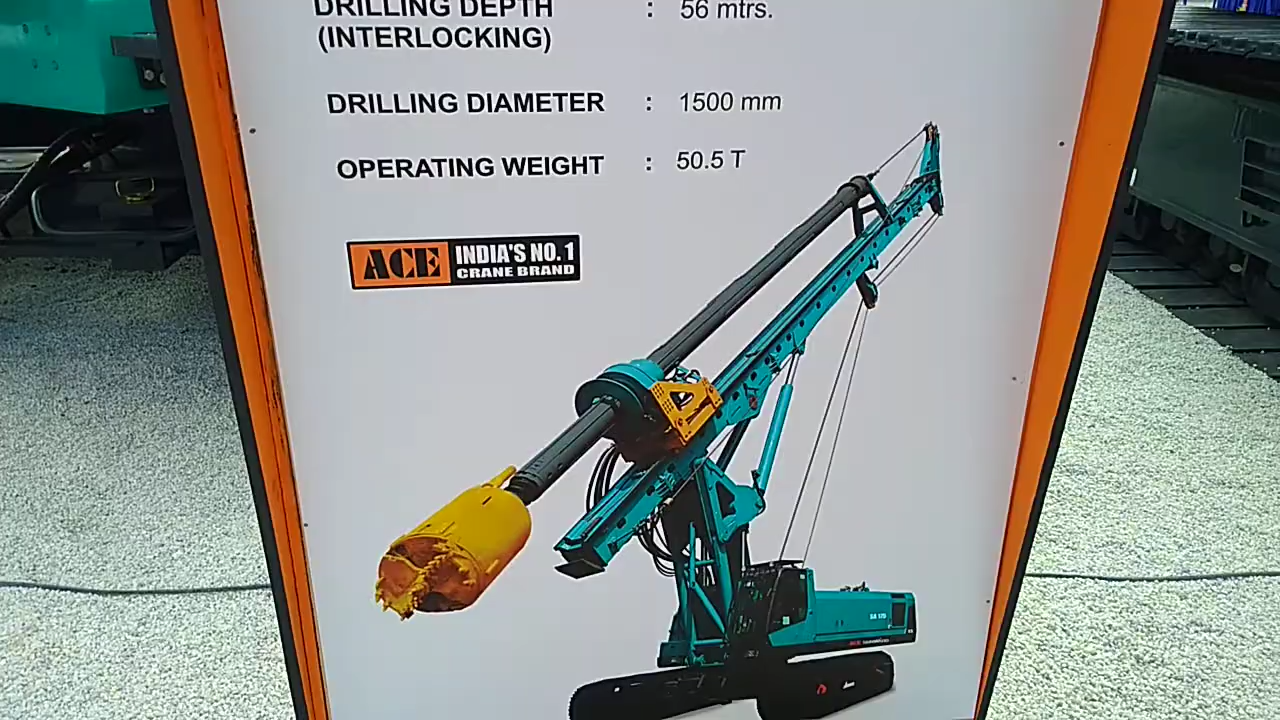 DRILLING DEPTH : 56 mtrs.
(INTERLOCKING)
DRILLING DIAMETER : 1500 mm
OPERATING WEIGHT : 50.5 T
ACE INDIA'S NO. 1
CRANE BRAND